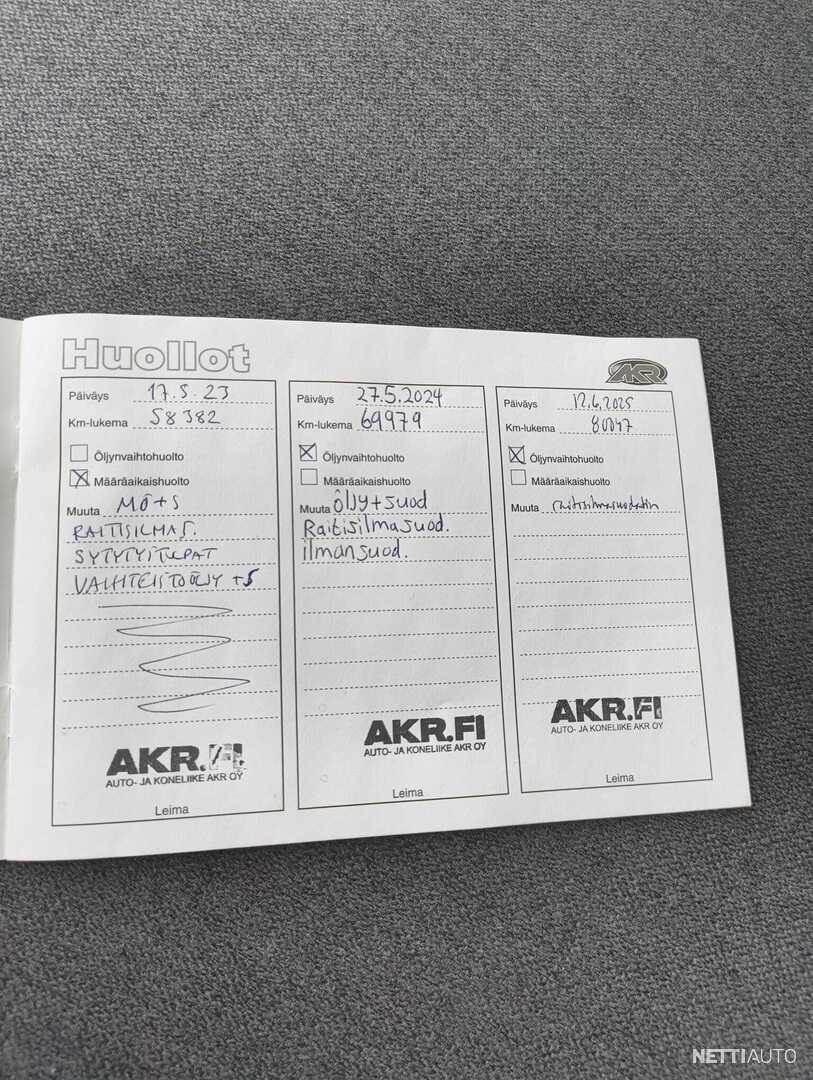 Huollot
AKR
Päiväys 17.5.23
Km-lukema 58382
Öljynvaihtohuolto
Määräaikaishuolto
Muuta MÖ+S
RAITISILMA S.
SYTYTYSTULPAT
VAIHTEISTOÖLJY +S
AKR.FI
AUTO- JA KONELIIKE AKR OY
Leima
Päiväys 27.5.2024
Km-lukema 69979
Öljynvaihtohuolto
Määräaikaishuolto
Muuta öljy+suod
Raitisilmasuod.
ilmansuod.
AKR.FI
AUTO- JA KONELIIKE AKR OY
Leima
Päiväys 12.6.2025
Km-lukema 80047
Öljynvaihtohuolto
Määräaikaishuolto
Muuta raitisilmasuodatin
AKR.FI
AUTO- JA KONELIIKE AKR OY
Leima
NETTIAUTO